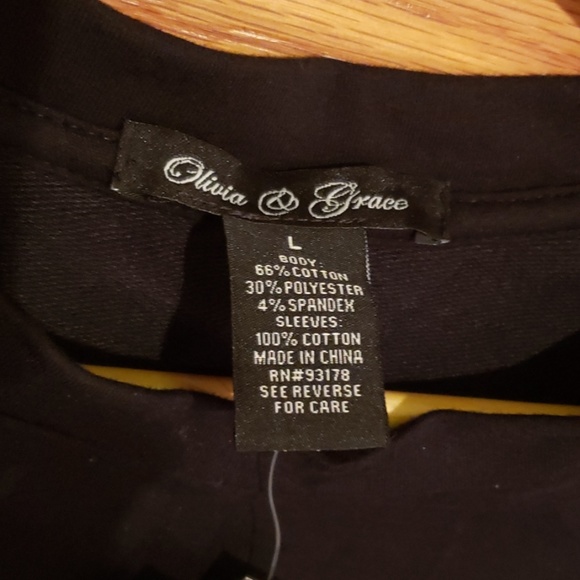 Olivia & Grace
L
BODY:
66% COTTON
30% POLYESTER
4% SPANDEX
SLEEVES:
100% COTTON
MADE IN CHINA
RN#93178
SEE REVERSE
FOR CARE